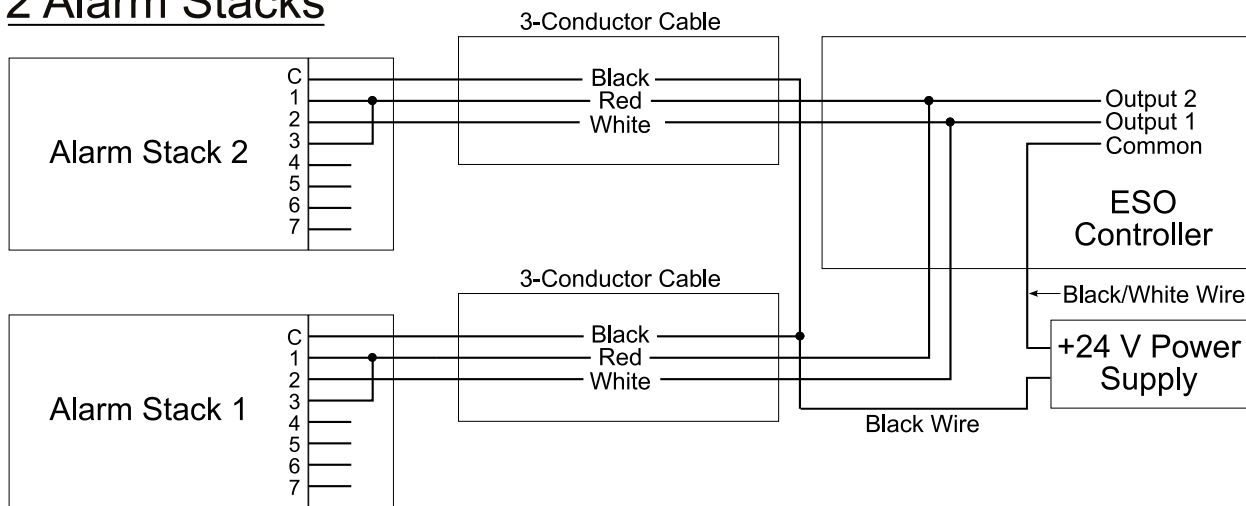 2 Alarm Stacks
3-Conductor Cable
C
1
2
3
4
5
6
7
Alarm Stack 2
Black
Red
White
Output 2
Output 1
Common
ESO
Controller
3-Conductor Cable
Black/White Wire
C
1
2
3
4
5
6
7
Alarm Stack 1
Black
Red
White
+24 V Power
Supply
Black Wire